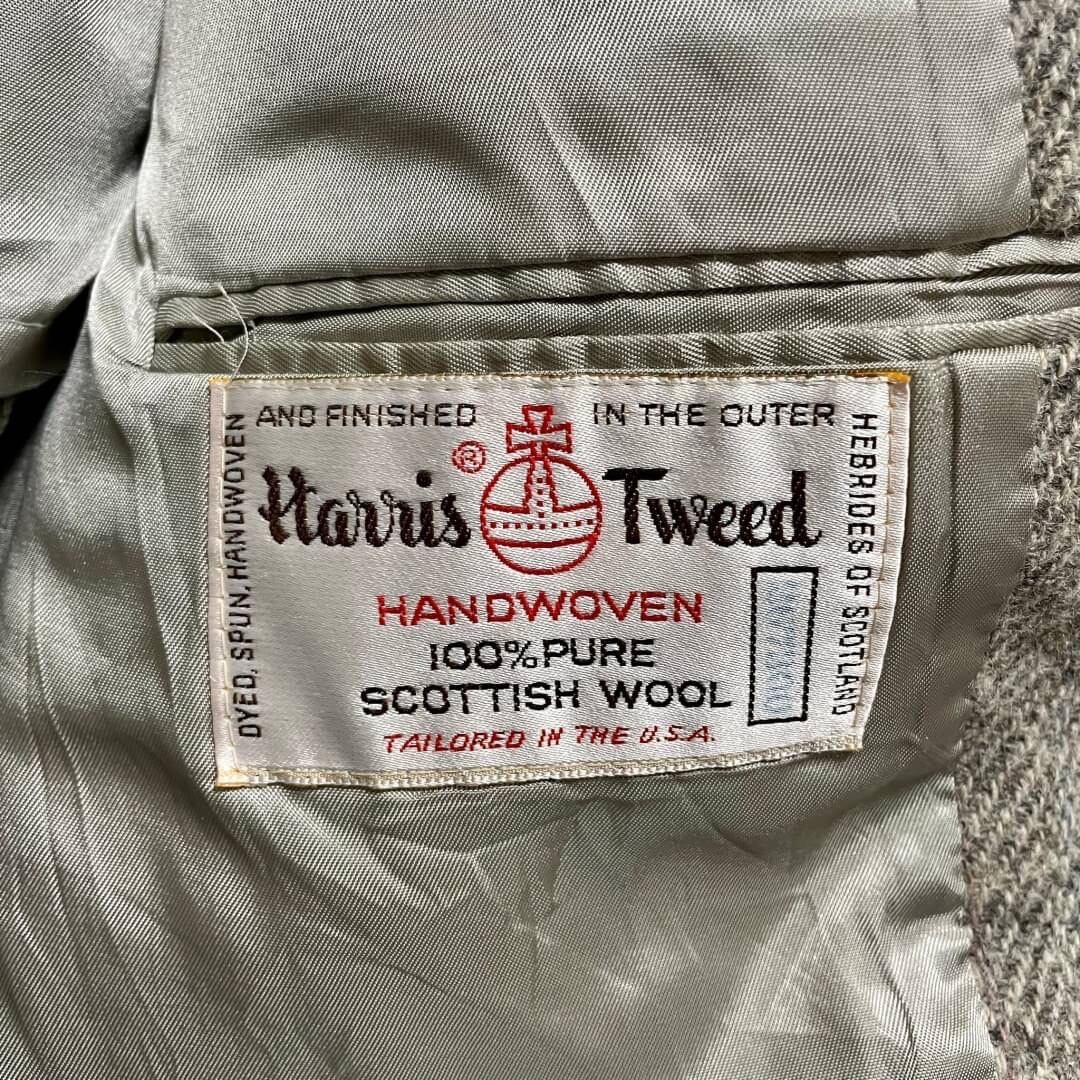 DYED, SPUN, HANDWOVEN
AND FINISHED IN THE OUTER
HEBRIDES OF SCOTLAND
Harris ® Tweed
HANDWOVEN
100% PURE
SCOTTISH WOOL
TAILORED IN THE U.S.A.